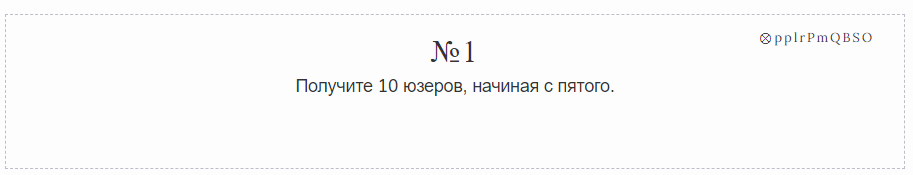 ⊗pplrPmQBSO
№1
Получите 10 юзеров, начиная с пятого.